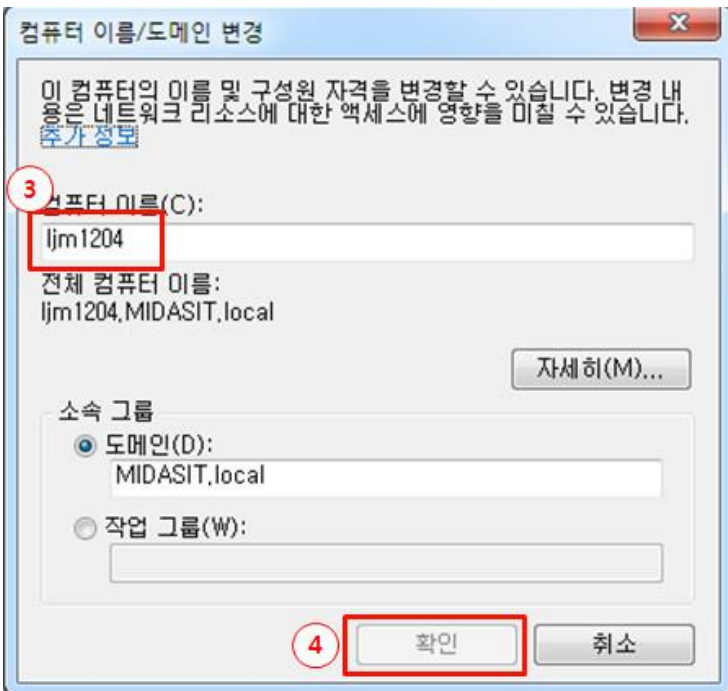 컴퓨터 이름/도메인 변경
이 컴퓨터의 이름 및 구성원 자격을 변경할 수 있습니다. 변경 내
용은 네트워크 리소스에 대한 액세스에 영향을 미칠 수 있습니다.
추가 정보
3
컴퓨터 이름(C):
ljm1204
전체 컴퓨터 이름:
ljm1204.MIDASIT.local
자세히(M)...
소속 그룹
도메인(D):
MIDASIT.local
작업 그룹(W):
4
확인
취소